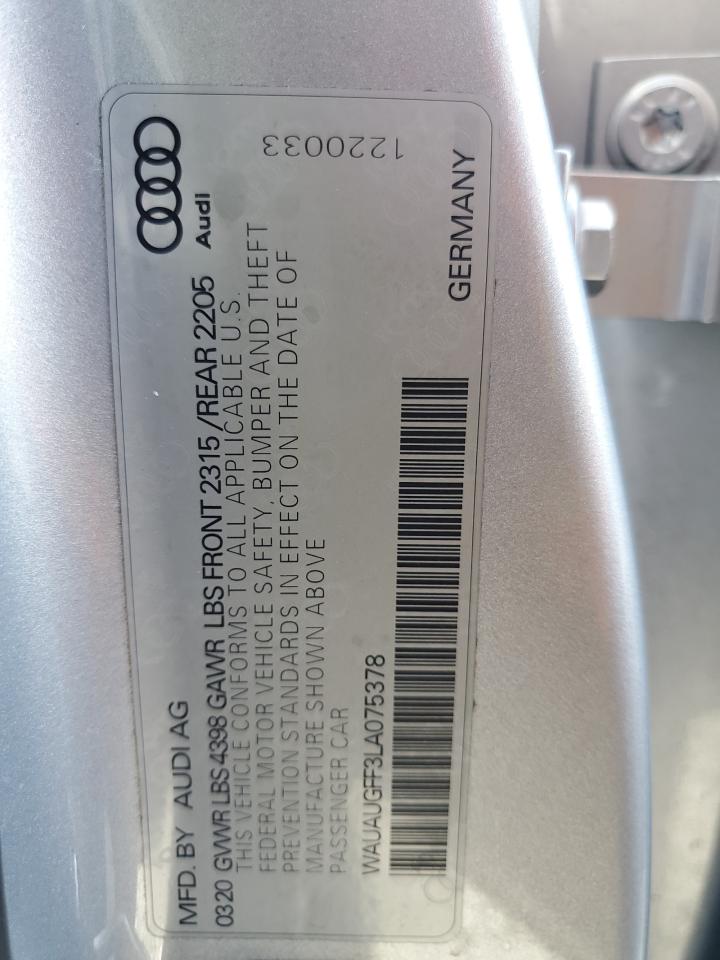 1220033
Audi
MFD. BY AUDI AG
0320 GVWR LBS 4398 GAWR LBS FRONT 2315 /REAR 2205
THIS VEHICLE CONFORMS TO ALL APPLICABLE U.S.
FEDERAL MOTOR VEHICLE SAFETY, BUMPER AND THEFT
PREVENTION STANDARDS IN EFFECT ON THE DATE OF
MANUFACTURE SHOWN ABOVE
PASSENGER CAR
WAUAUGFF3LA075378
GERMANY